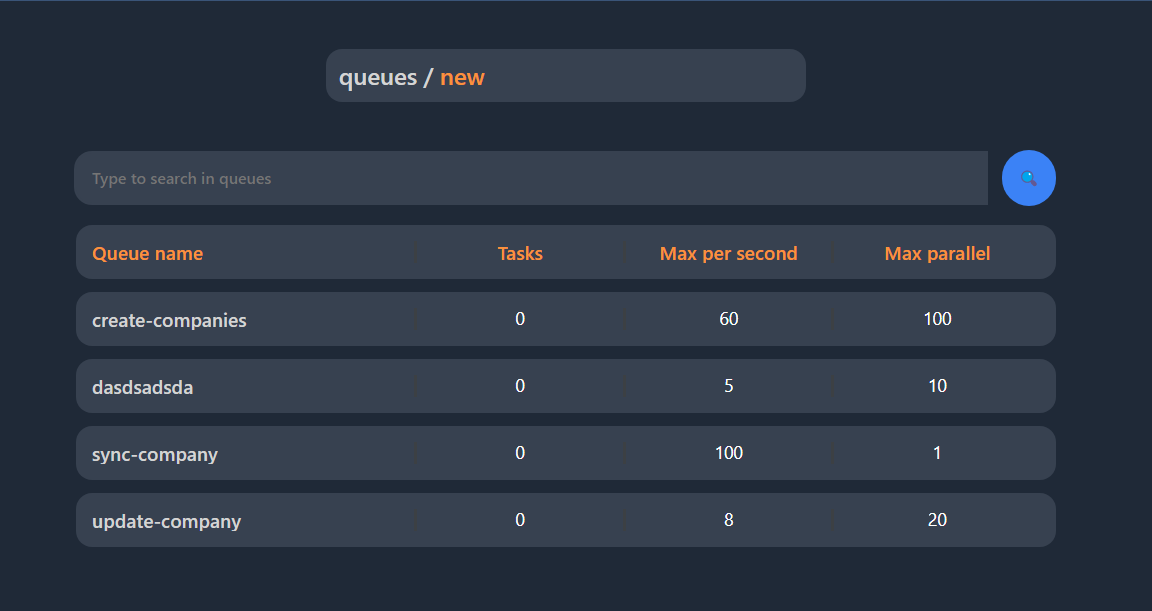 queues / new
Type to search in queues
Queue name Tasks Max per second Max parallel
create-companies 0 60 100
dasdsadsda 0 5 10
sync-company 0 100 1
update-company 0 8 20